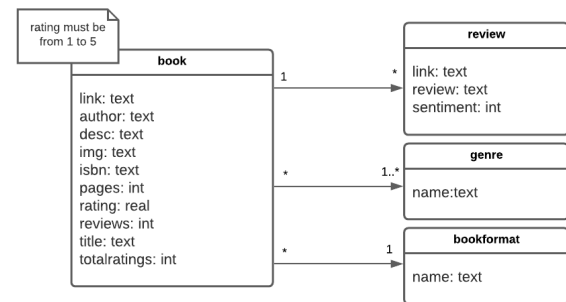 rating must be
from 1 to 5
book
link: text
author: text
desc: text
img: text
isbn: text
pages: int
rating: real
reviews: int
title: text
totalratings: int
1
*
review
link: text
review: text
sentiment: int
*
1..*
genre
name:text
*
1
bookformat
name: text